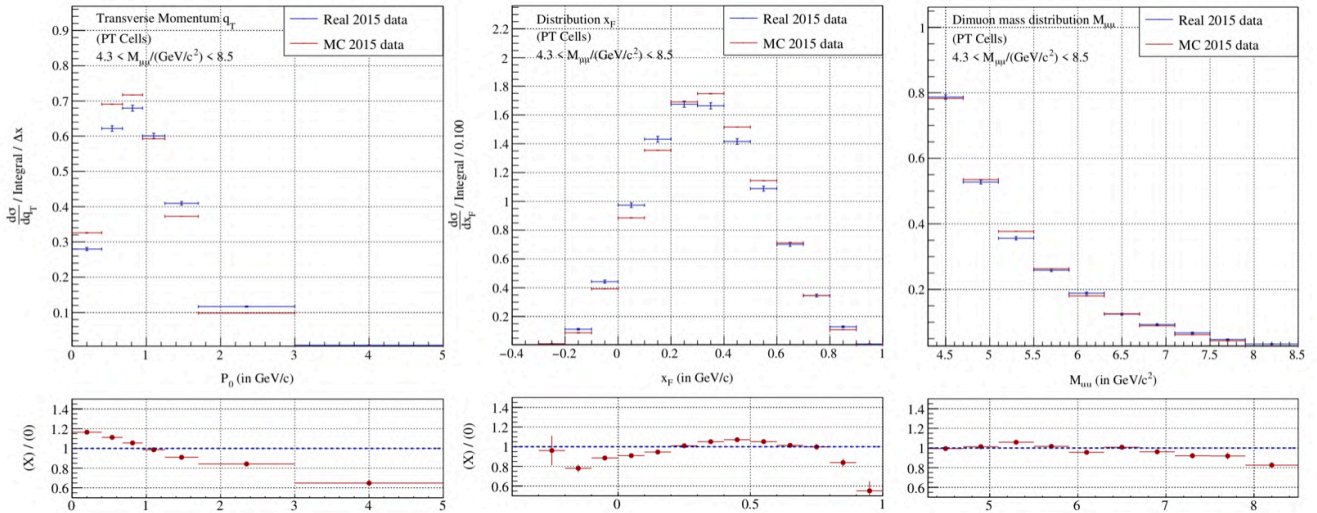 Transverse Momentum q_T
(PT Cells)
4.3 < M_μμ/(GeV/c²) < 8.5
Real 2015 data
MC 2015 data
dσ/dq_T / Integral / Δx
0.9
0.8
0.7
0.6
0.5
0.4
0.3
0.2
0.1
0 1 2 3 4 5
P_0 (in GeV/c)
(X) / (0)
1.4
1.2
1
0.8
0.6
0 1 2 3 4 5
Distribution x_F
(PT Cells)
4.3 < M_μμ/(GeV/c²) < 8.5
Real 2015 data
MC 2015 data
dσ/dx_F / Integral / 0.100
2.2
2
1.8
1.6
1.4
1.2
1
0.8
0.6
0.4
0.2
−0.4 −0.2 0 0.2 0.4 0.6 0.8 1
x_F (in GeV/c)
(X) / (0)
1.4
1.2
1
0.8
0.6
0 0.5 1
Dimuon mass distribution M_μμ
(PT Cells)
4.3 < M_μμ/(GeV/c²) < 8.5
Real 2015 data
MC 2015 data
1
0.8
0.6
0.4
0.2
4.5 5 5.5 6 6.5 7 7.5 8 8.5
M_μμ (in GeV/c²)
(X) / (0)
1.4
1.2
1
0.8
0.6
5 6 7 8